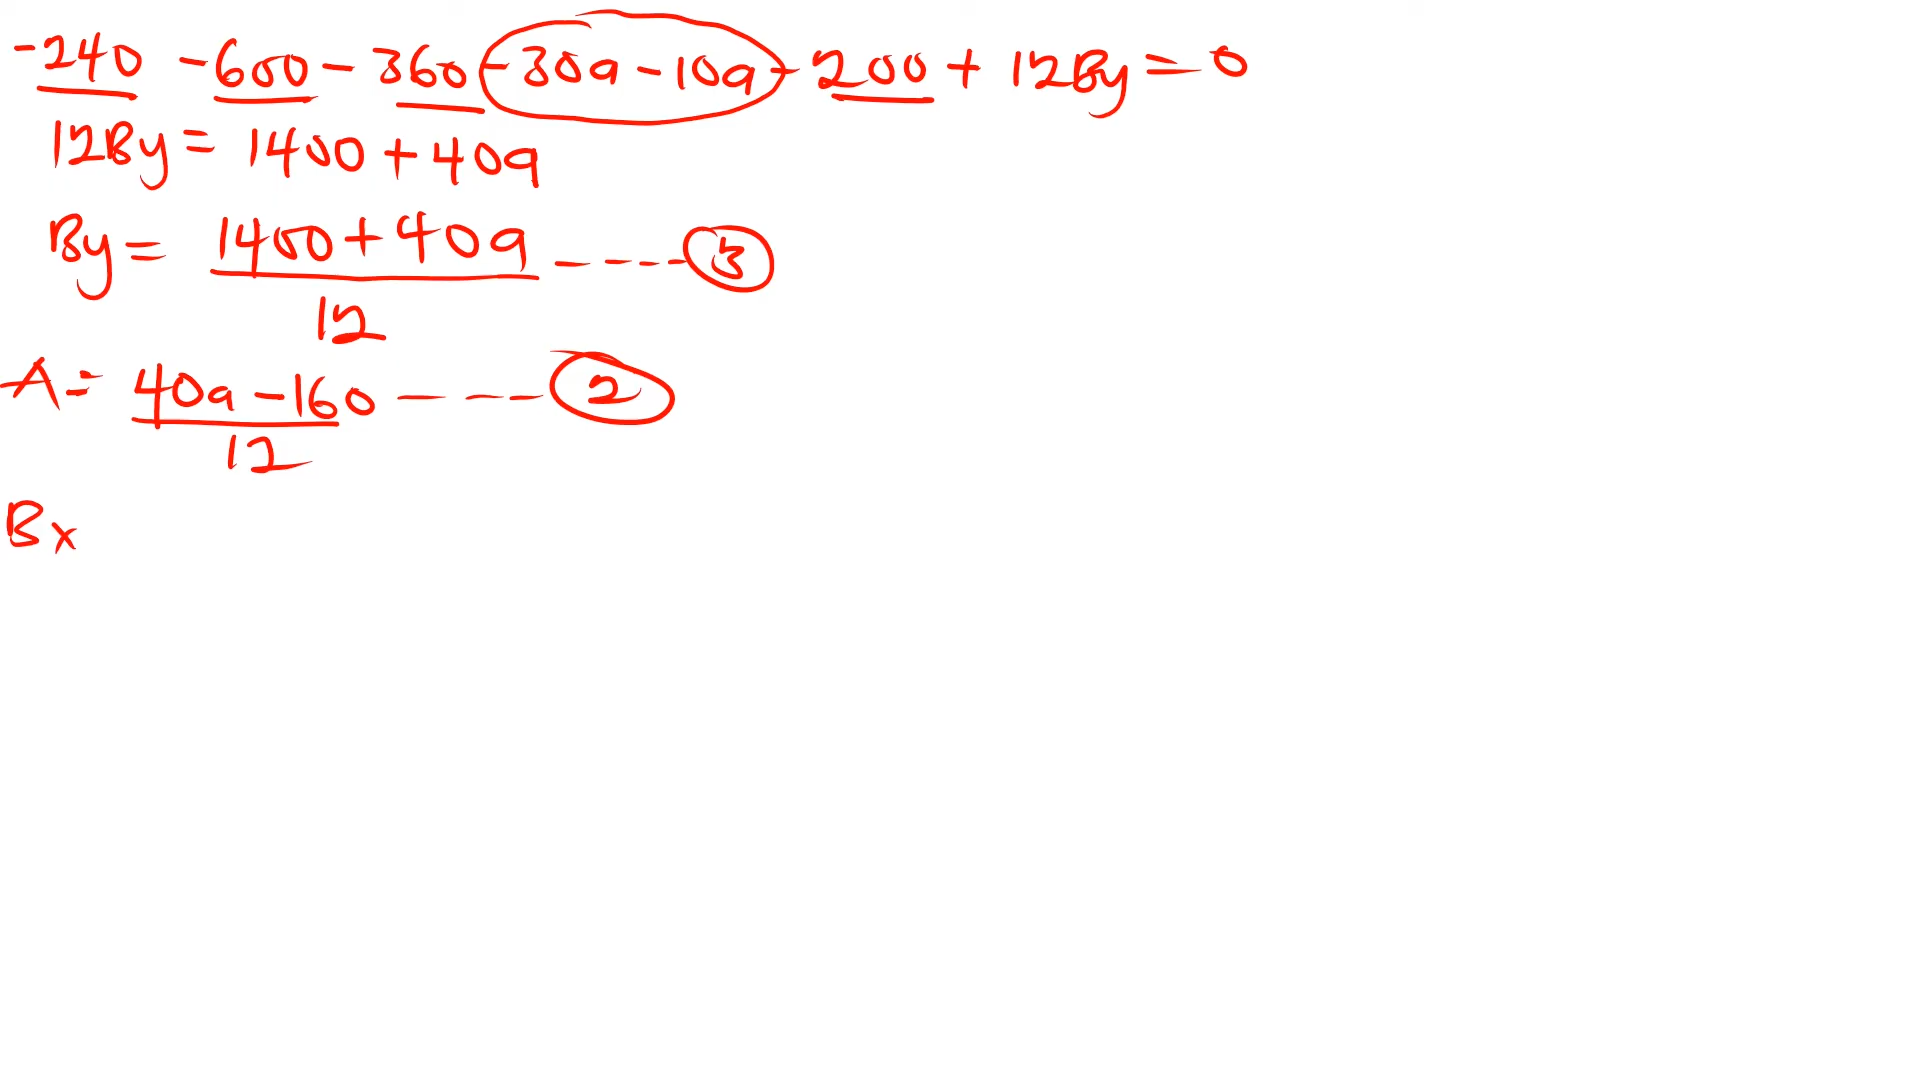 -240 - 600 - 360 - 30a - 10a - 200 + 12By = 0
12By = 1400 + 40a
By = 1400 + 40a ---- 3
12
A = 40a - 160 ---- 2
12
Bx